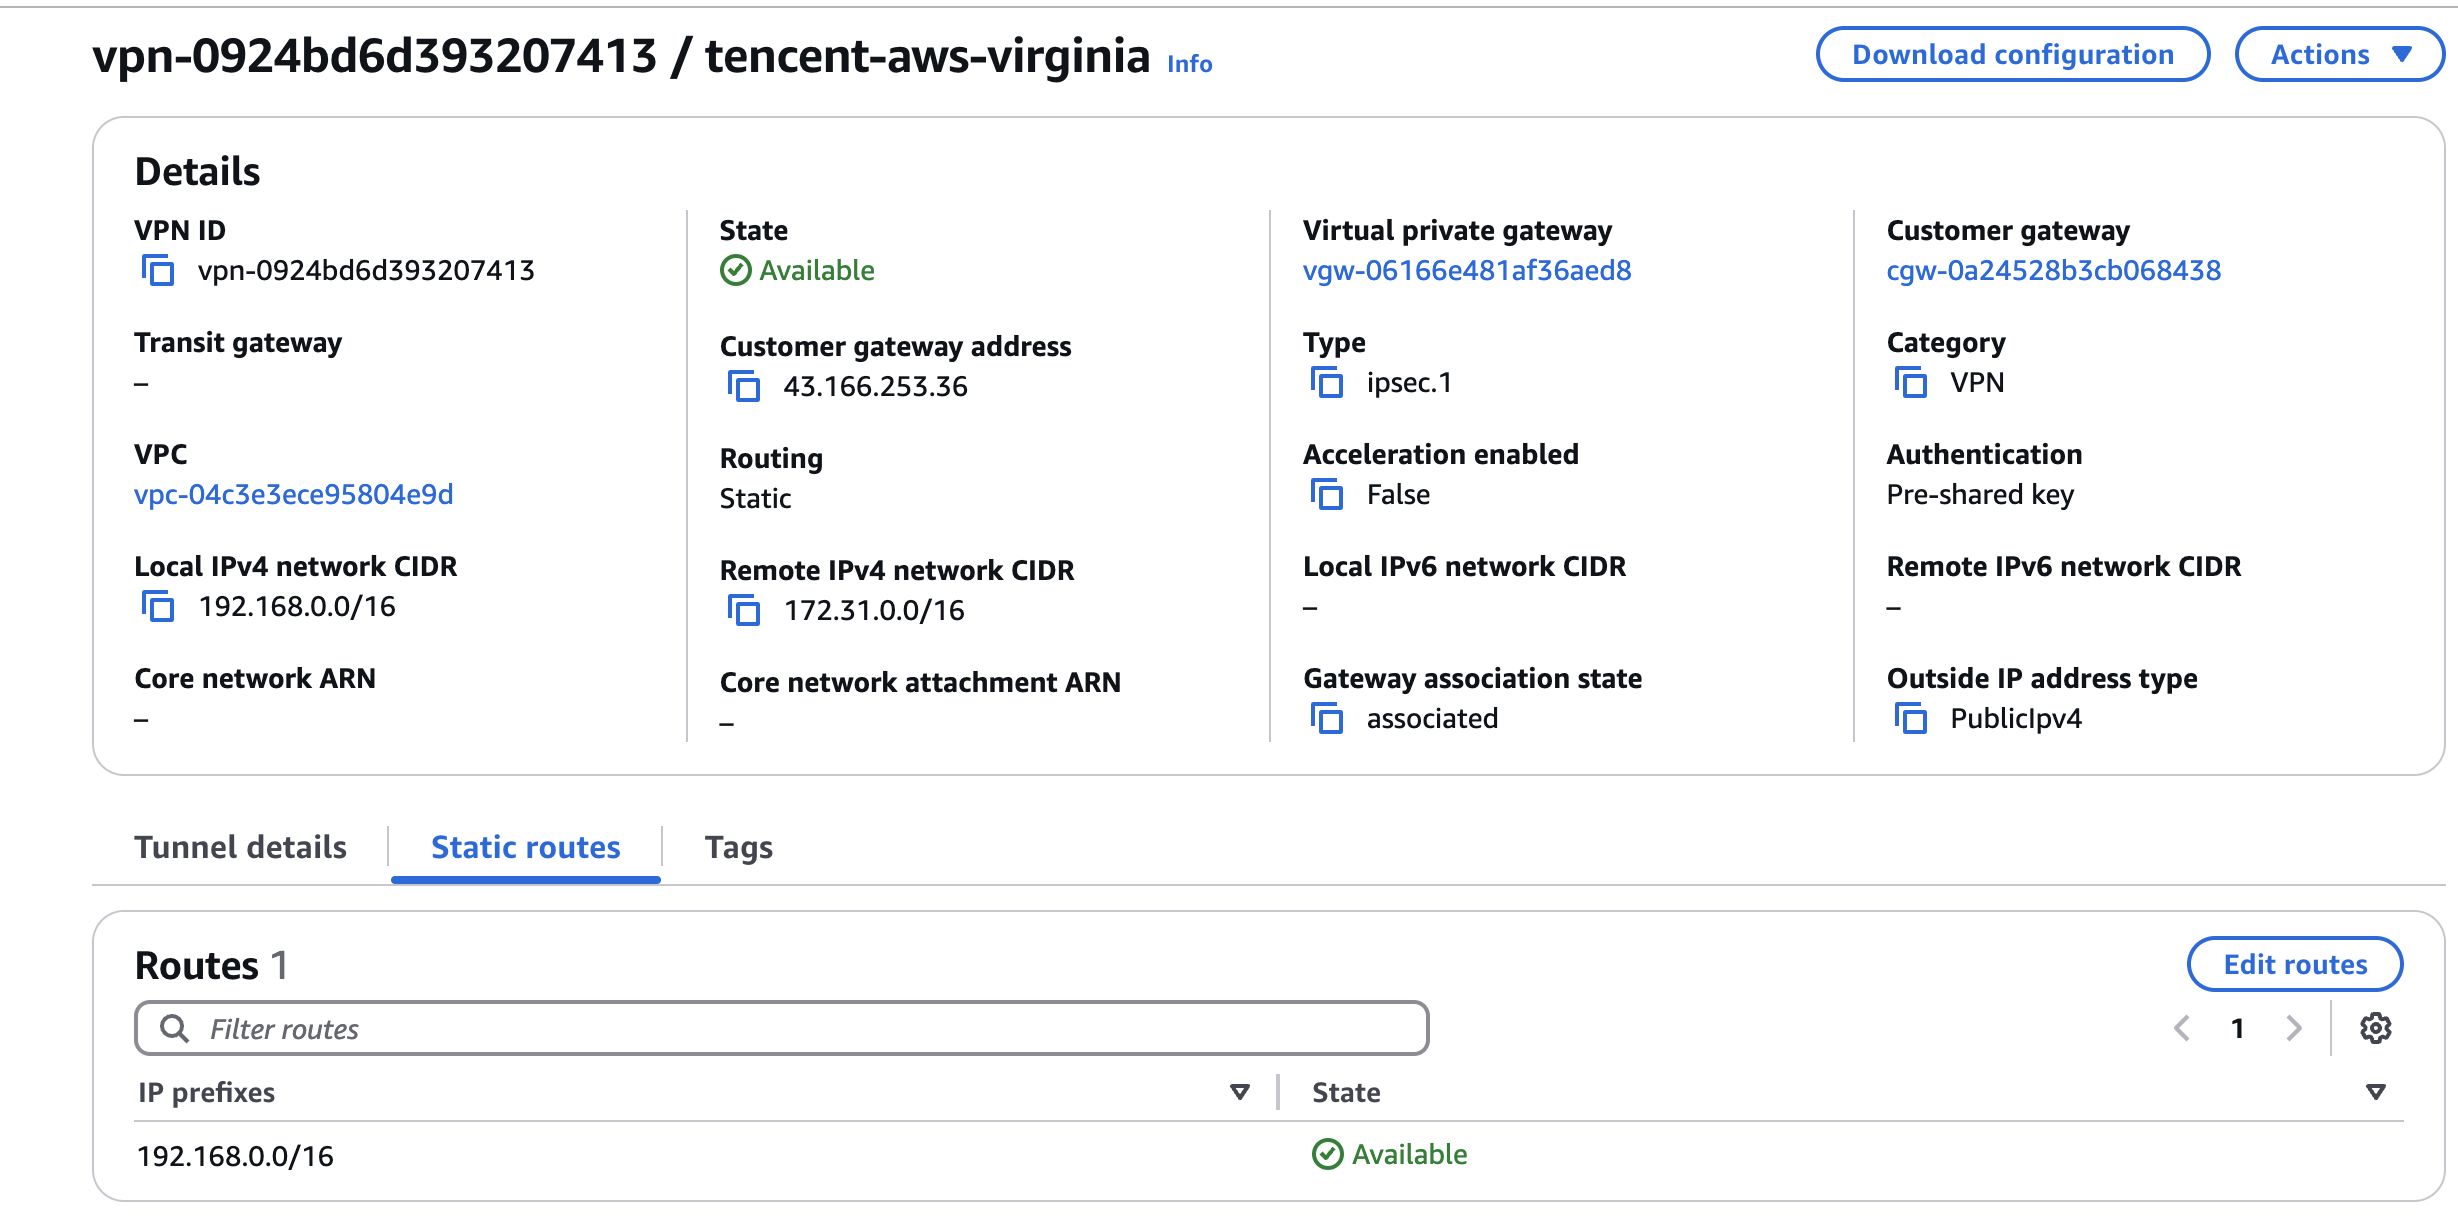 vpn-0924bd6d393207413 / tencent-aws-virginia Info
Download configuration
Actions
Details
VPN ID
vpn-0924bd6d393207413
Transit gateway
–
VPC
vpc-04c3e3ece95804e9d
Local IPv4 network CIDR
192.168.0.0/16
Core network ARN
–
State
Available
Customer gateway address
43.166.253.36
Routing
Static
Remote IPv4 network CIDR
172.31.0.0/16
Core network attachment ARN
–
Virtual private gateway
vgw-06166e481af36aed8
Type
ipsec.1
Acceleration enabled
False
Local IPv6 network CIDR
–
Gateway association state
associated
Customer gateway
cgw-0a24528b3cb068438
Category
VPN
Authentication
Pre-shared key
Remote IPv6 network CIDR
–
Outside IP address type
PublicIpv4
Tunnel details
Static routes
Tags
Routes 1
Edit routes
Filter routes
1
IP prefixes
State
192.168.0.0/16
Available